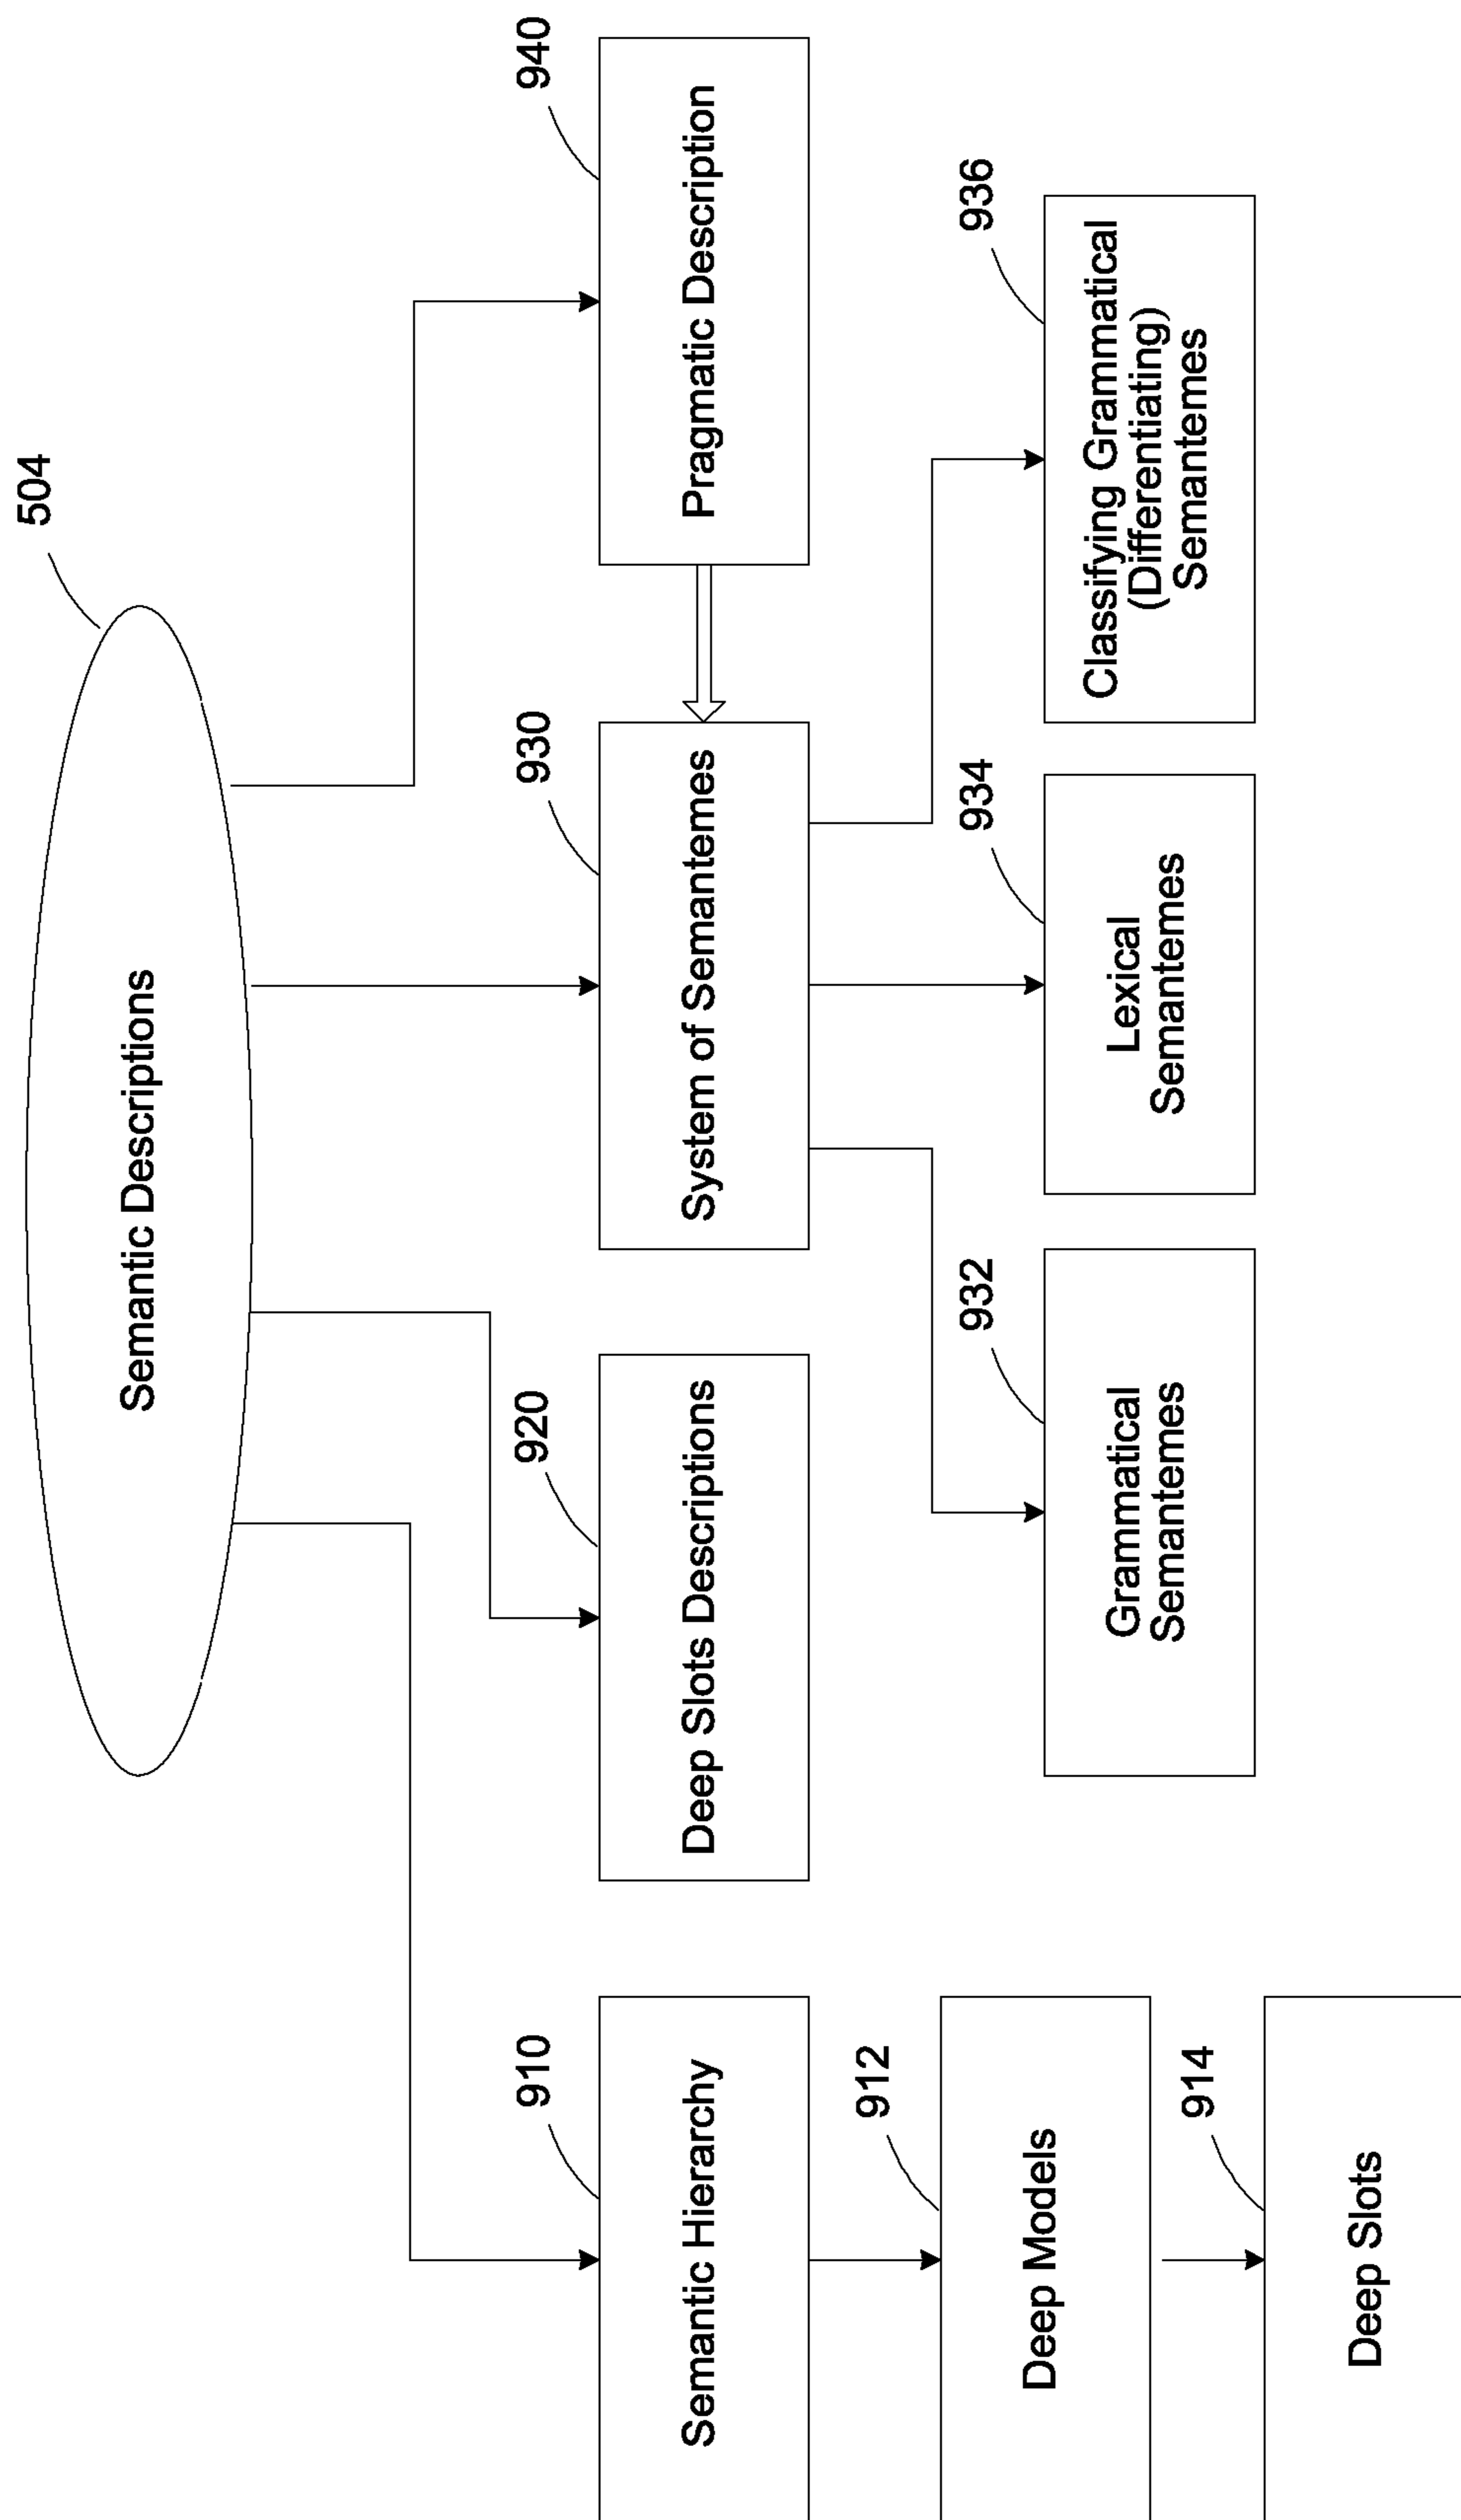 504
Semantic Descriptions
910
920
930
940
Semantic Hierarchy
Deep Slots Descriptions
System of Semantemes
Pragmatic Description
912
932
934
936
Deep Models
Grammatical
Semantemes
Lexical
Semantemes
Classifying Grammatical
(Differentiating)
Semantemes
914
Deep Slots